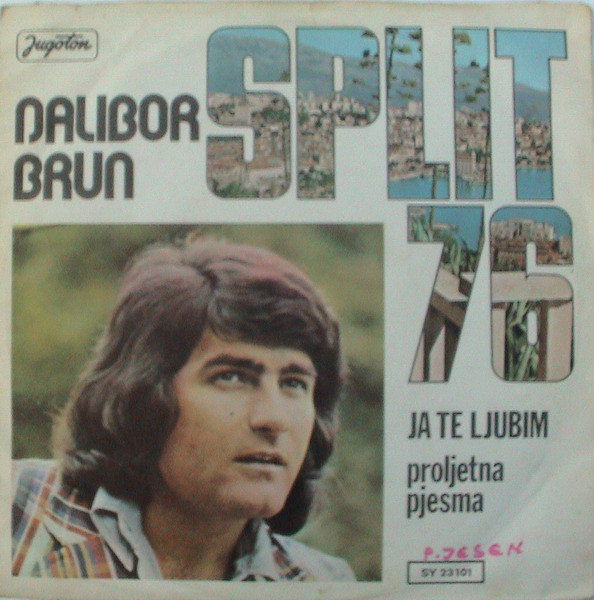 Jugoton
SPLIT
DALIBOR
BRUN
76
JA TE LJUBIM
proljetna
pjesma
P. JESEN
SY 23101